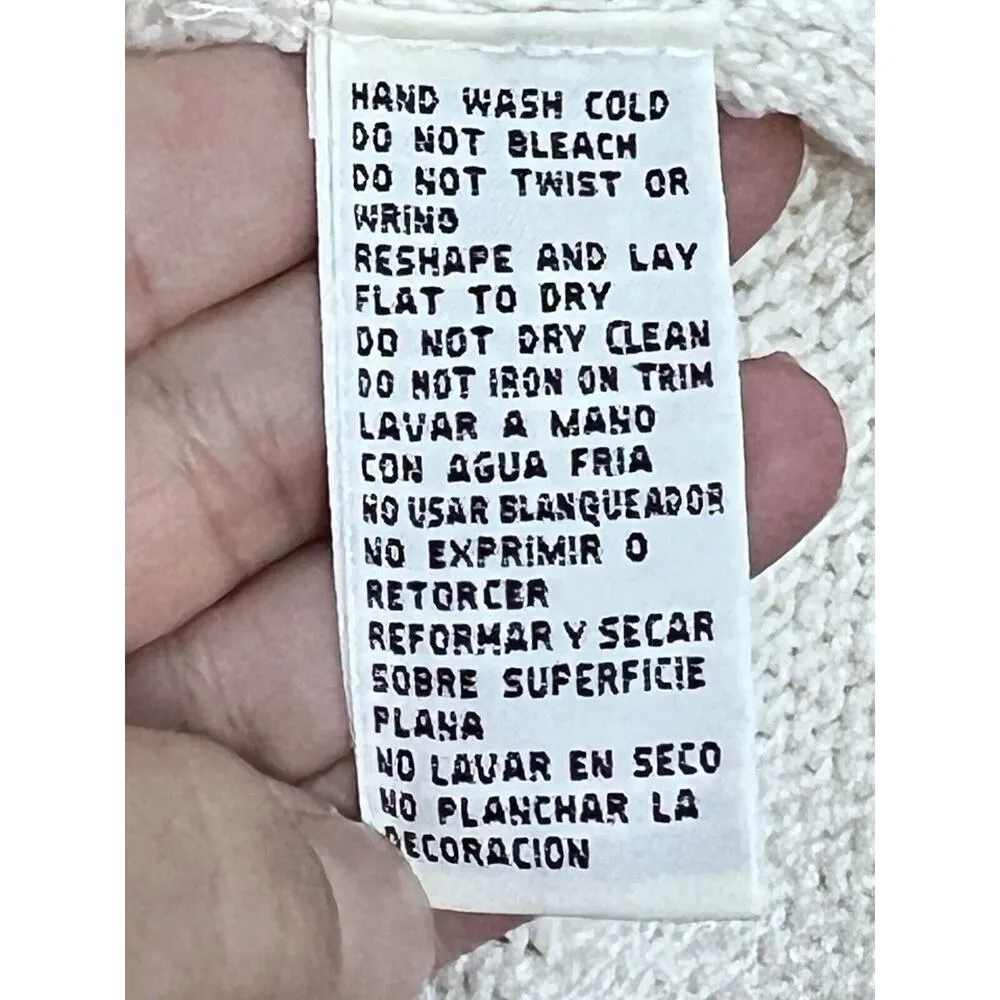 HAND WASH COLD
DO NOT BLEACH
DO NOT TWIST OR
WRING
RESHAPE AND LAY
FLAT TO DRY
DO NOT DRY CLEAN
DO NOT IRON ON TRIM
LAVAR A MANO
CON AGUA FRIA
NO USAR BLANQUEADOR
NO EXPRIMIR O
RETORCER
REFORMAR Y SECAR
SOBRE SUPERFICIE
PLANA
NO LAVAR EN SECO
NO PLANCHAR LA
DECORACION